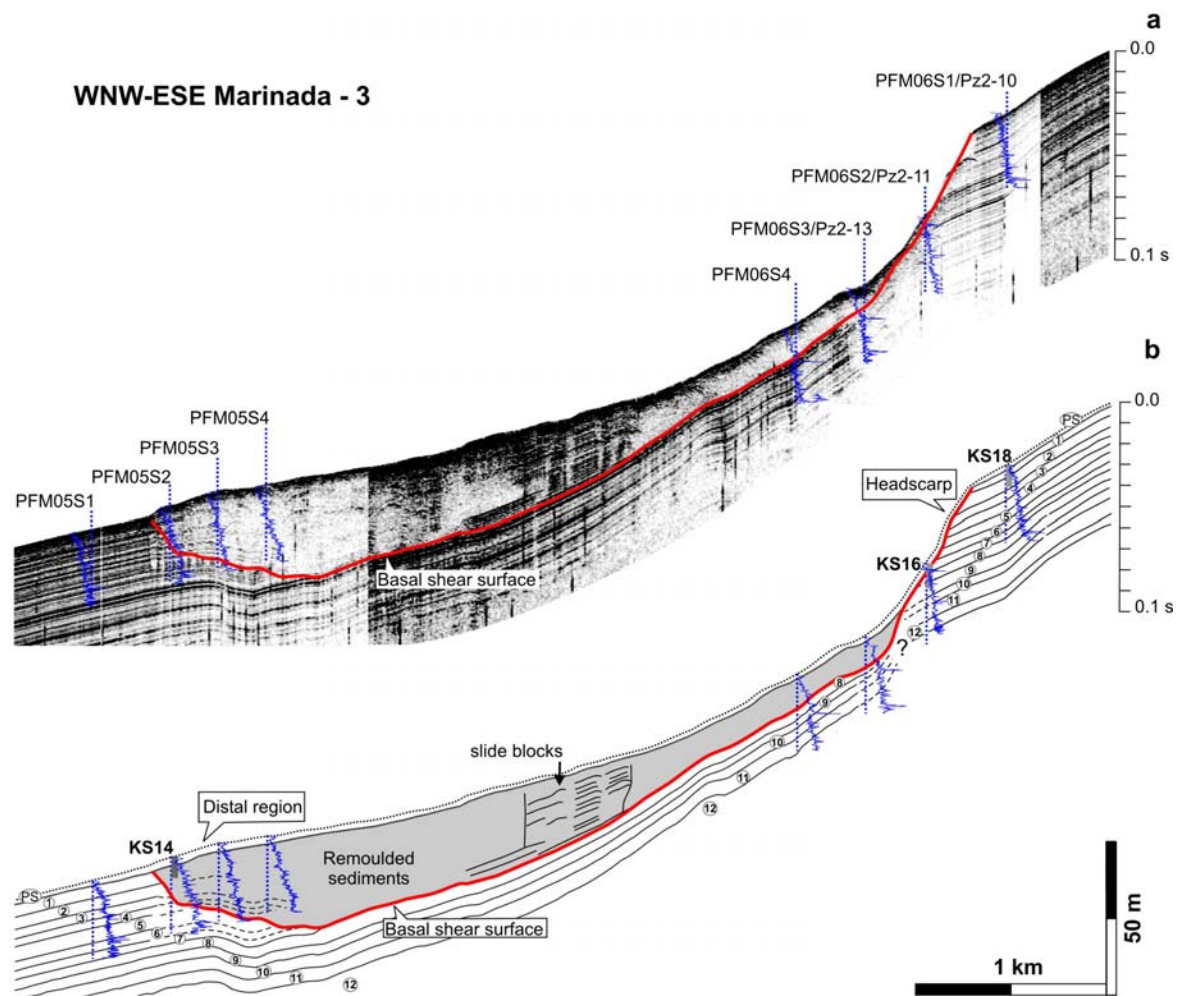 a
0.0
PFM06S1/Pz2-10
WNW-ESE Marinada - 3
PFM06S2/Pz2-11
PFM06S3/Pz2-13
0.1 s
PFM06S4
b
PFM05S4
PFM05S3
PFM05S2
PFM05S1
Basal shear surface
0.0
PS
1
2
3
4
5
6
7
8
9
10
11
12
KS18
Headscarp
KS16
0.1 s
?
8
9
10
11
12
slide blocks
Distal region
KS14
Remoulded
sediments
Basal shear surface
PS
1
2
3
4
5
6
7
8
9
10
11
12
50 m
1 km